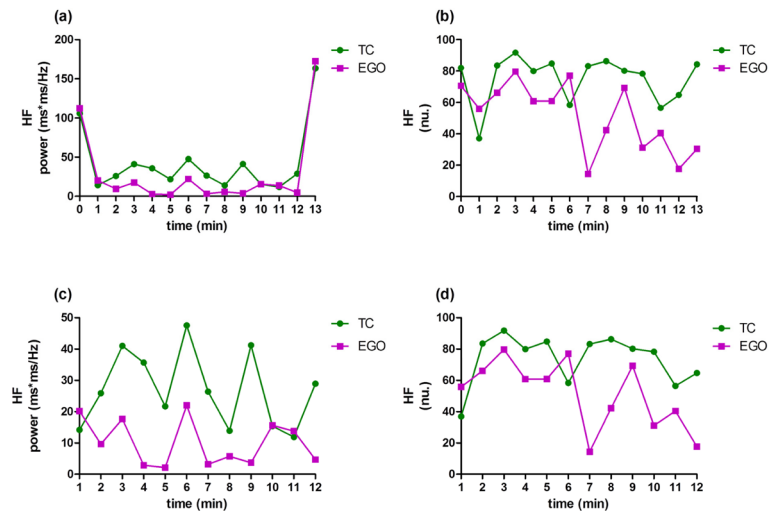 (a)
200
150
100
50
0
HF
power (ms*ms/Hz)
TC
EGO
0 1 2 3 4 5 6 7 8 9 10 11 12 13
time (min)
(b)
100
80
60
40
20
0
HF
(nu.)
TC
EGO
0 1 2 3 4 5 6 7 8 9 10 11 12 13
time (min)
(c)
50
40
30
20
10
0
HF
power (ms*ms/Hz)
TC
EGO
1 2 3 4 5 6 7 8 9 10 11 12
time (min)
(d)
100
80
60
40
20
0
HF
(nu.)
TC
EGO
1 2 3 4 5 6 7 8 9 10 11 12
time (min)